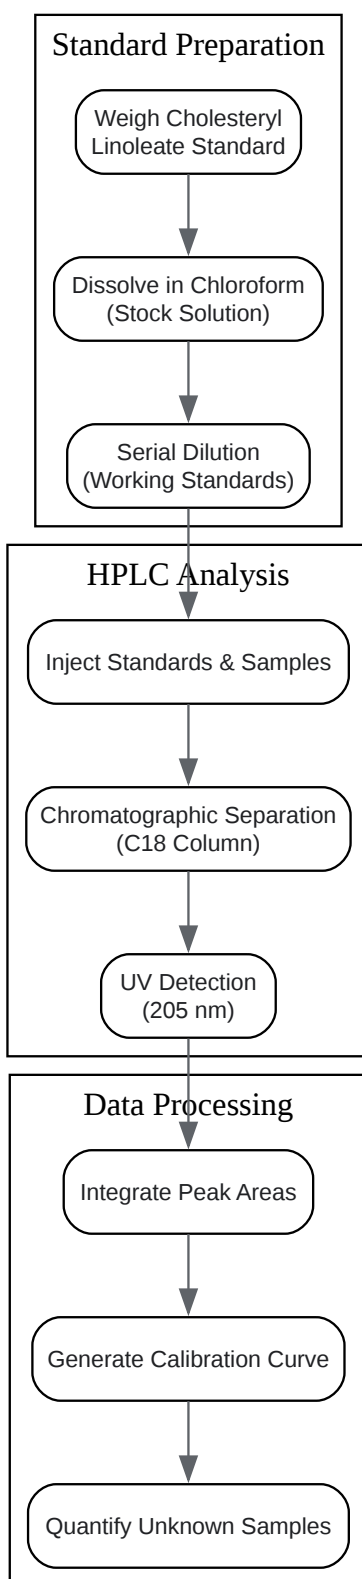 Standard Preparation
Weigh Cholesteryl
Linoleate Standard
Dissolve in Chloroform
(Stock Solution)
Serial Dilution
(Working Standards)
HPLC Analysis
Inject Standards & Samples
Chromatographic Separation
(C18 Column)
UV Detection
(205 nm)
Data Processing
Integrate Peak Areas
Generate Calibration Curve
Quantify Unknown Samples